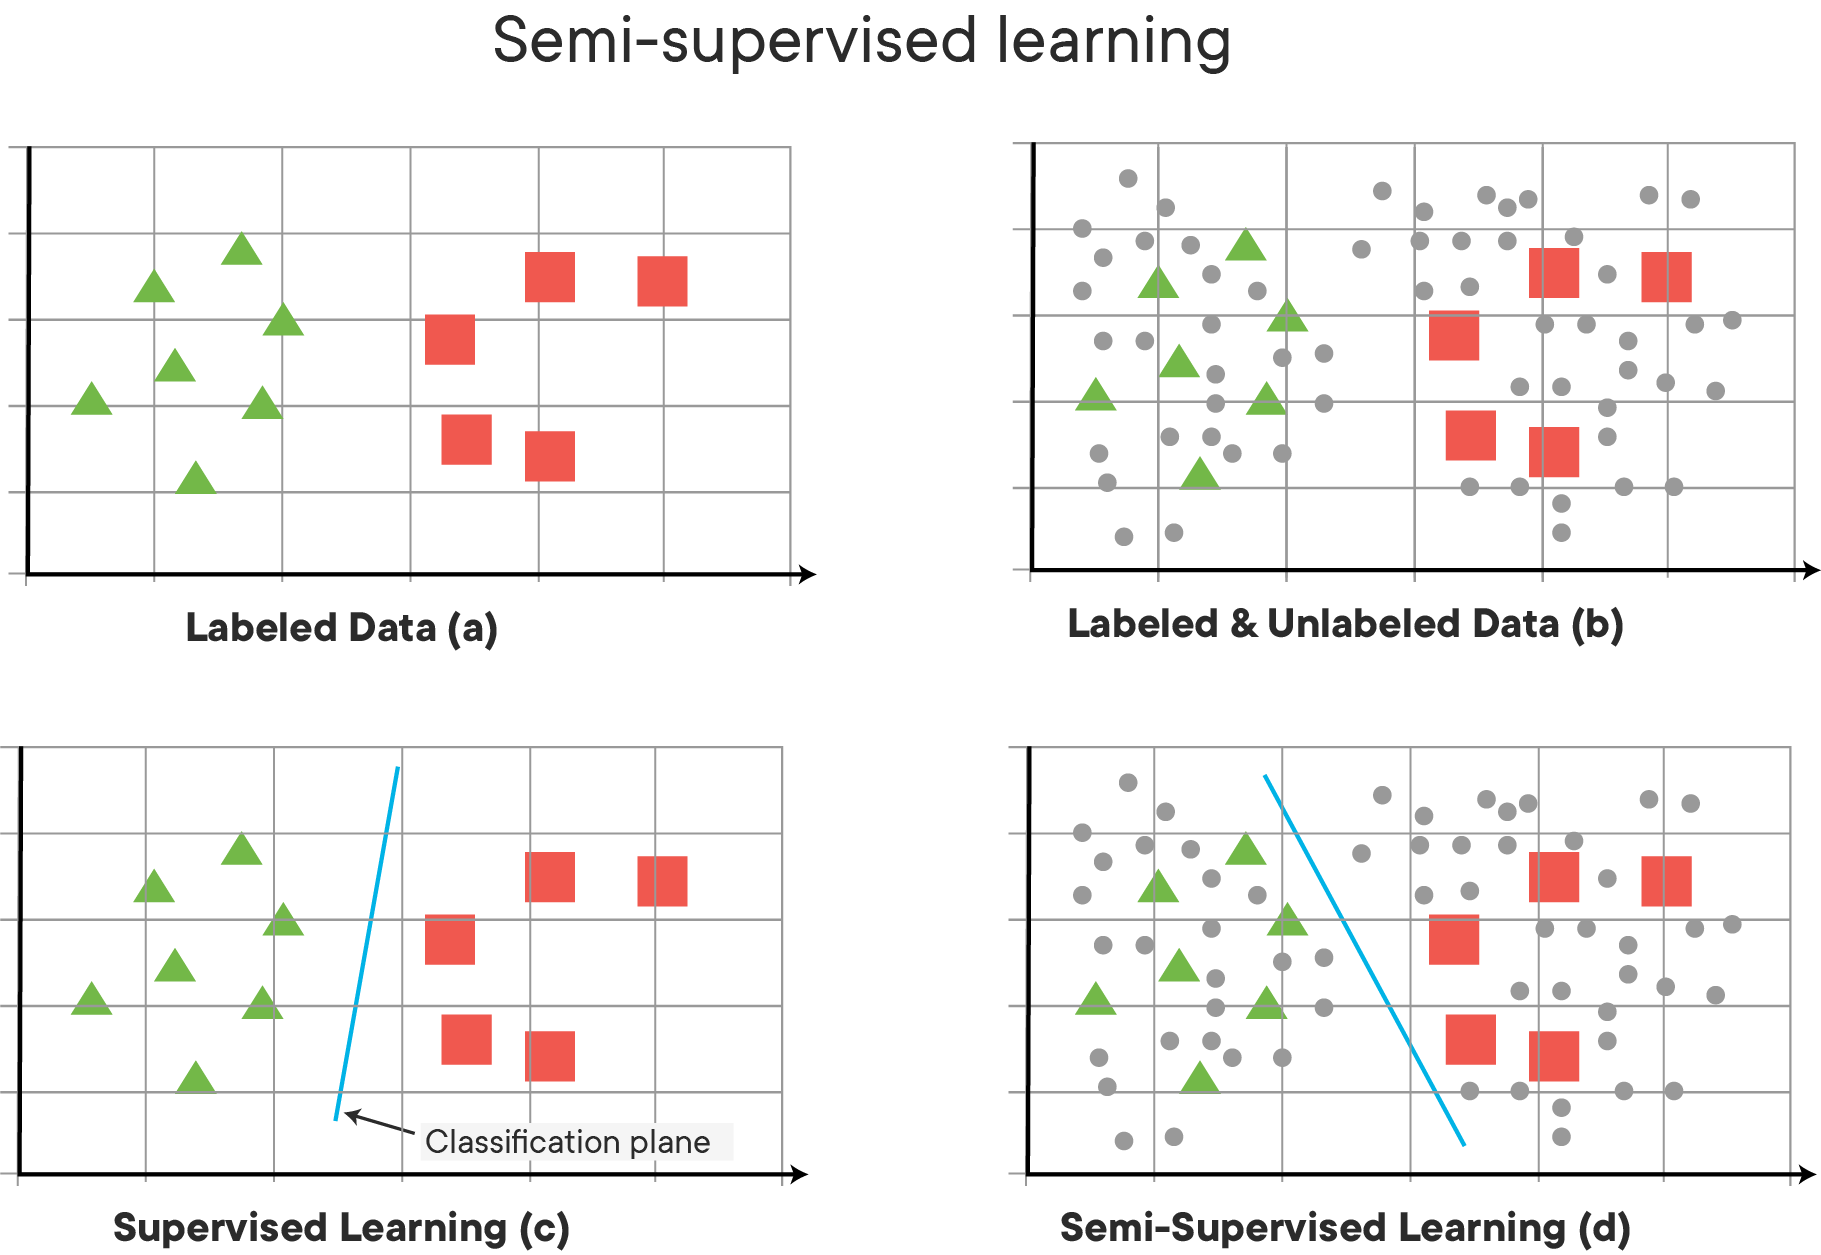 Semi-supervised learning
Labeled Data (a)
Labeled & Unlabeled Data (b)
Classification plane
Supervised Learning (c)
Semi-Supervised Learning (d)